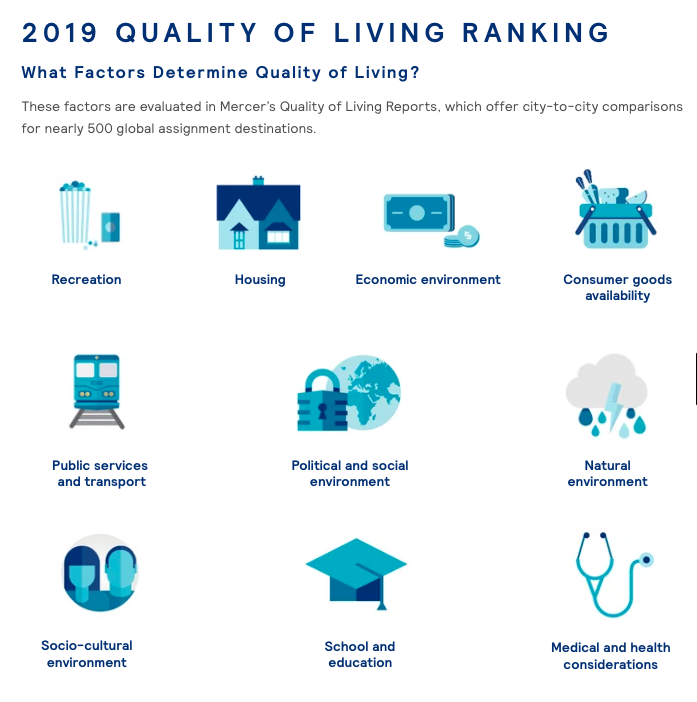 2019 QUALITY OF LIVING RANKING
What Factors Determine Quality of Living?
These factors are evaluated in Mercer's Quality of Living Reports, which offer city-to-city comparisons
for nearly 500 global assignment destinations.
Recreation
Housing
Economic environment
Consumer goods
availability
Public services
and transport
Political and social
environment
Natural
environment
Socio-cultural
environment
School and
education
Medical and health
considerations